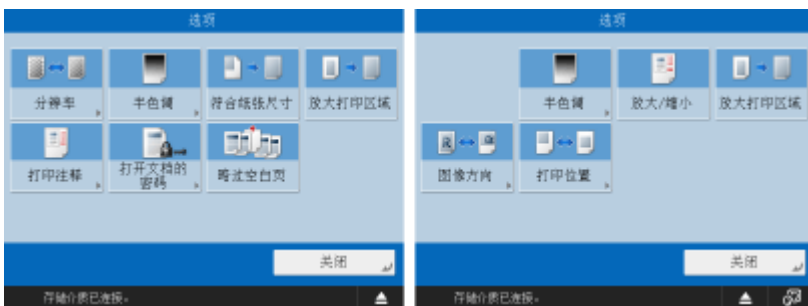 选项
分辨率
半色调
符合纸张尺寸
放大打印区域
打印注释
打开文档的
密码
略过空白页
关闭
存储介质已连接。
选项
半色调
放大/缩小
放大打印区域
图像方向
打印位置
关闭
存储介质已连接。